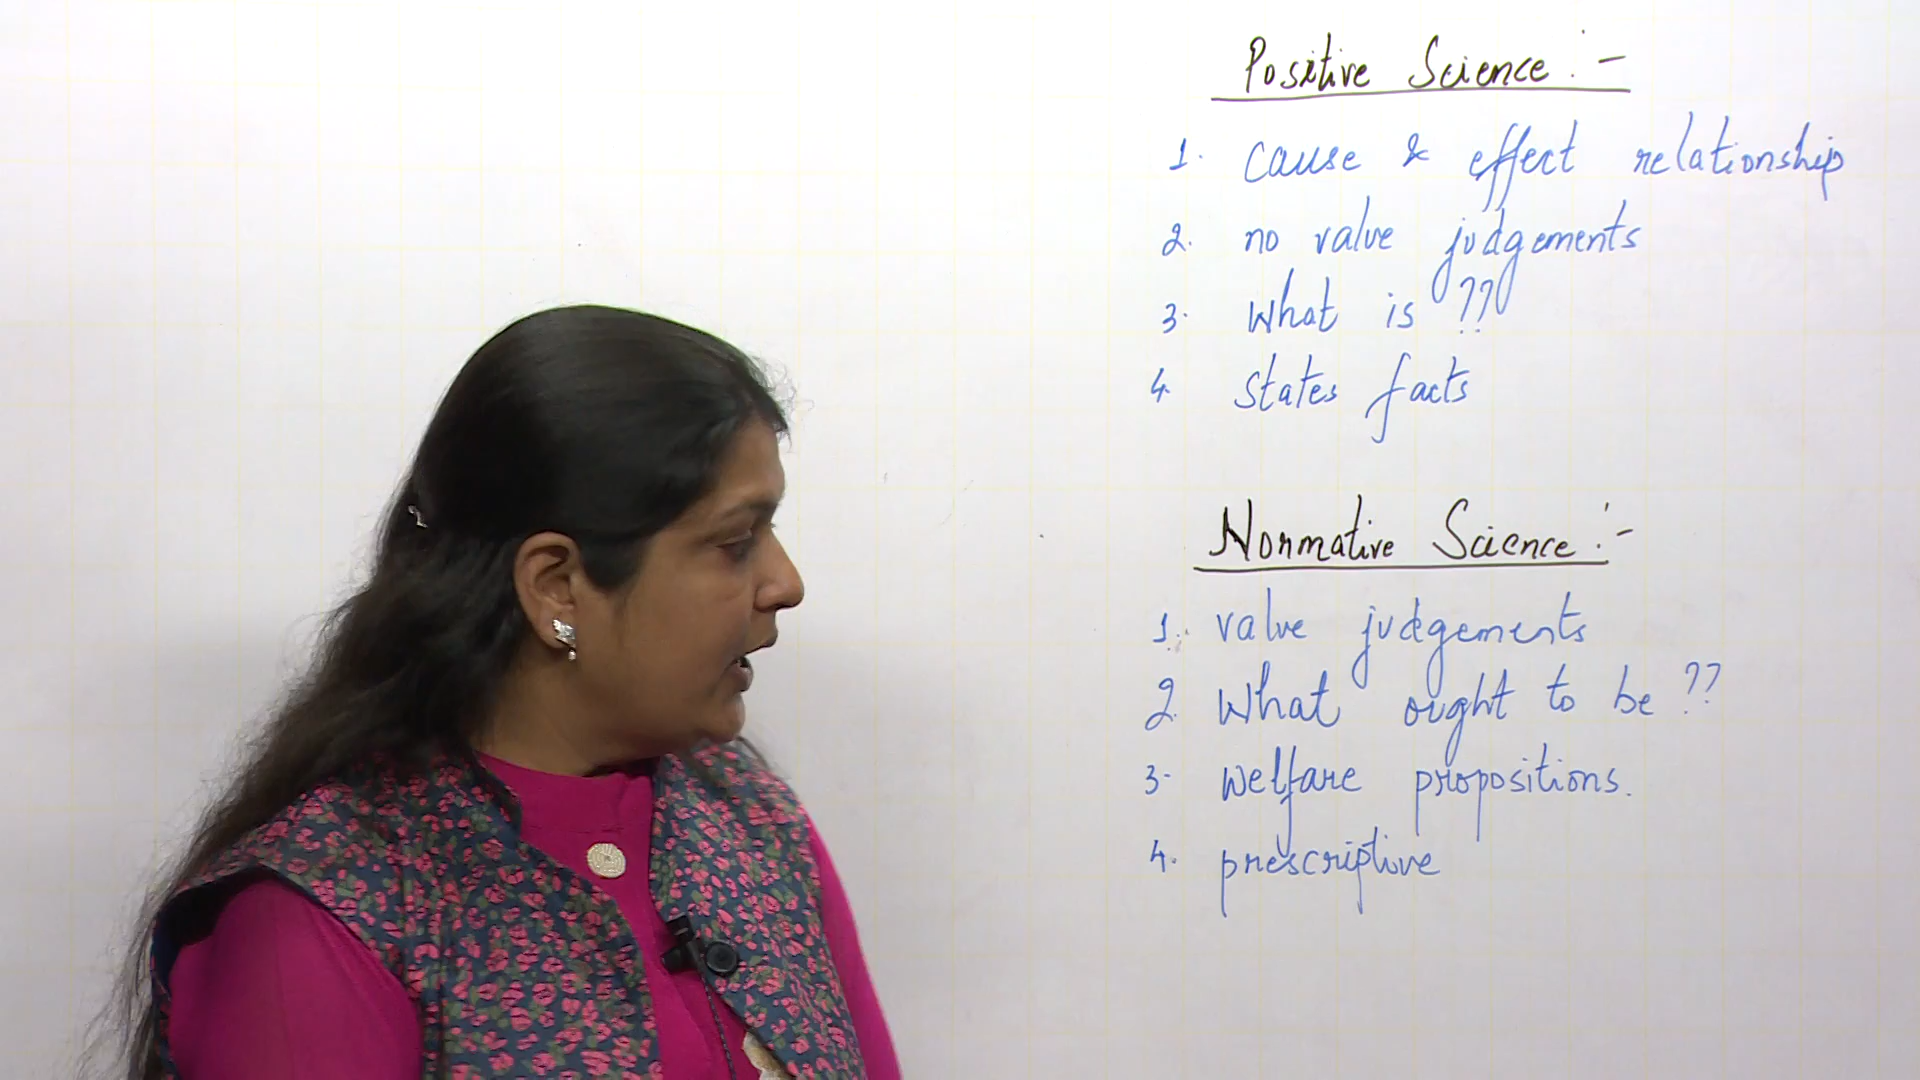 Positive Science :-
1. cause & effect relationship
2. no value judgements
3. What is ??
4. states facts
Normative Science :-
1. value judgements
2. What ought to be ??
3. welfare propositions.
4. prescriptive